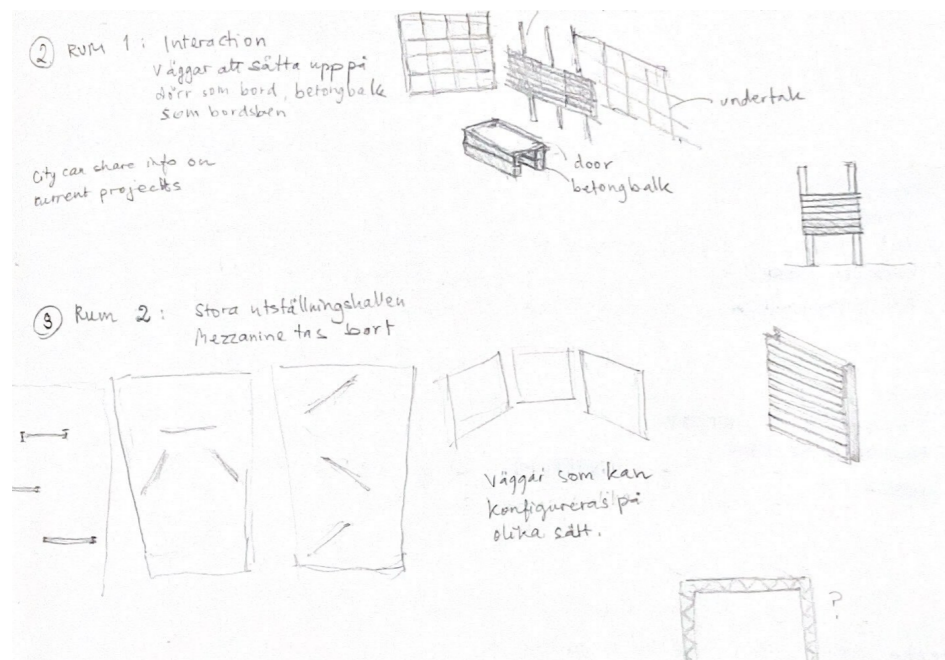 ② RUM 1: Interaction
Väggar att sätta upp på
dörr som bord, betongbalk
som bordsben
undertak
door
betongbalk
City can share info on
current projects
③ Rum 2: Stora utställningshallen
Mezzanine tas bort
Väggar som kan
konfigureras på
olika sätt.
?